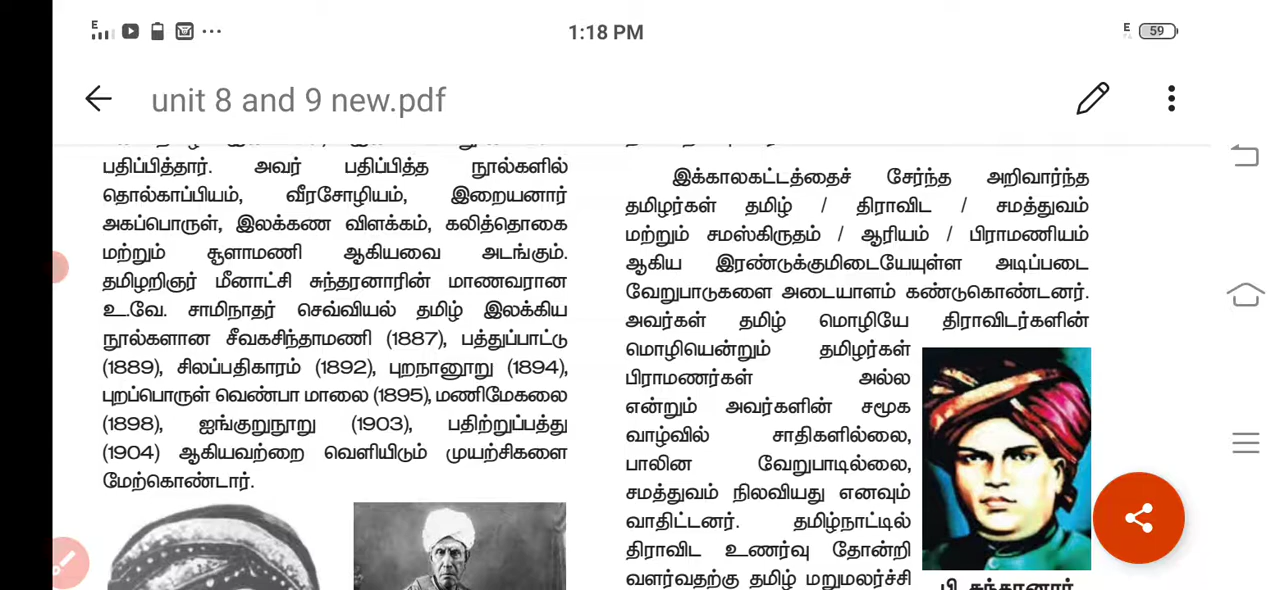 E
1:18 PM
E
59
unit 8 and 9 new.pdf
பதிப்பித்தார். அவர் பதிப்பித்த நூல்களில்
தொல்காப்பியம், வீரசோழியம், இறையனார்
அகப்பொருள், இலக்கண விளக்கம், கலித்தொகை
மற்றும் சூளாமணி ஆகியவை அடங்கும்.
தமிழறிஞர் மீனாட்சி சுந்தரனாரின் மாணவரான
உ.வே. சாமிநாதர் செவ்வியல் தமிழ் இலக்கிய
நூல்களான சீவகசிந்தாமணி (1887), பத்துப்பாட்டு
(1889), சிலப்பதிகாரம் (1892), புறநானூறு (1894),
புறப்பொருள் வெண்பா மாலை (1895), மணிமேகலை
(1898), ஐங்குறுநூறு (1903), பதிற்றுப்பத்து
(1904) ஆகியவற்றை வெளியிடும் முயற்சிகளை
மேற்கொண்டார்.
இக்காலகட்டத்தைச் சேர்ந்த அறிவார்ந்த
தமிழர்கள் தமிழ் / திராவிட / சமத்துவம்
மற்றும் சமஸ்கிருதம் / ஆரியம் / பிராமணியம்
ஆகிய இரண்டுக்குமிடையேயுள்ள அடிப்படை
வேறுபாடுகளை அடையாளம் கண்டுகொண்டனர்.
அவர்கள் தமிழ் மொழியே திராவிடர்களின்
மொழியென்றும் தமிழர்கள்
பிராமணர்கள் அல்ல
என்றும் அவர்களின் சமூக
வாழ்வில் சாதிகளில்லை,
பாலின வேறுபாடில்லை,
சமத்துவம் நிலவியது எனவும்
வாதிட்டனர். தமிழ்நாட்டில்
திராவிட உணர்வு தோன்றி
வளர்வதற்கு தமிழ் மறுமலர்ச்சி